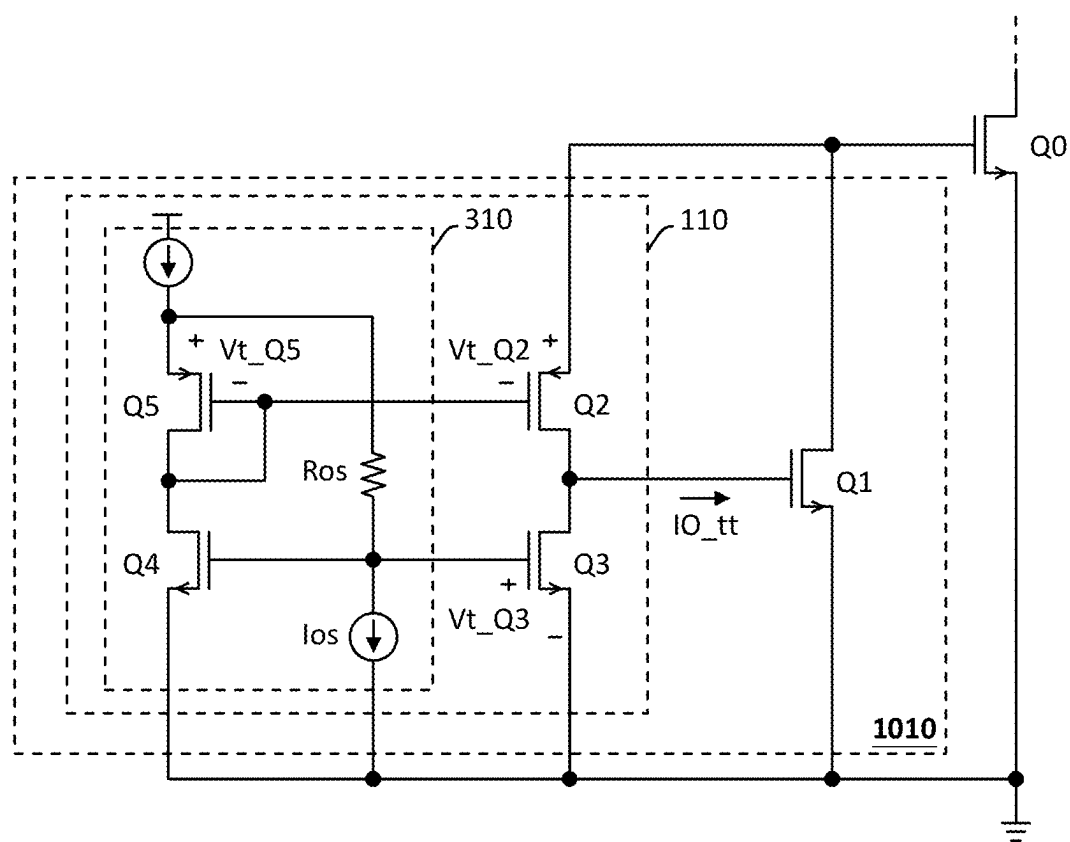 Q0
310
110
+
+
Vt_Q5
Vt_Q2
−
−
Q5
Q2
Ros
Q1
IO_tt
Q4
Q3
+
Vt_Q3
Ios
−
1010